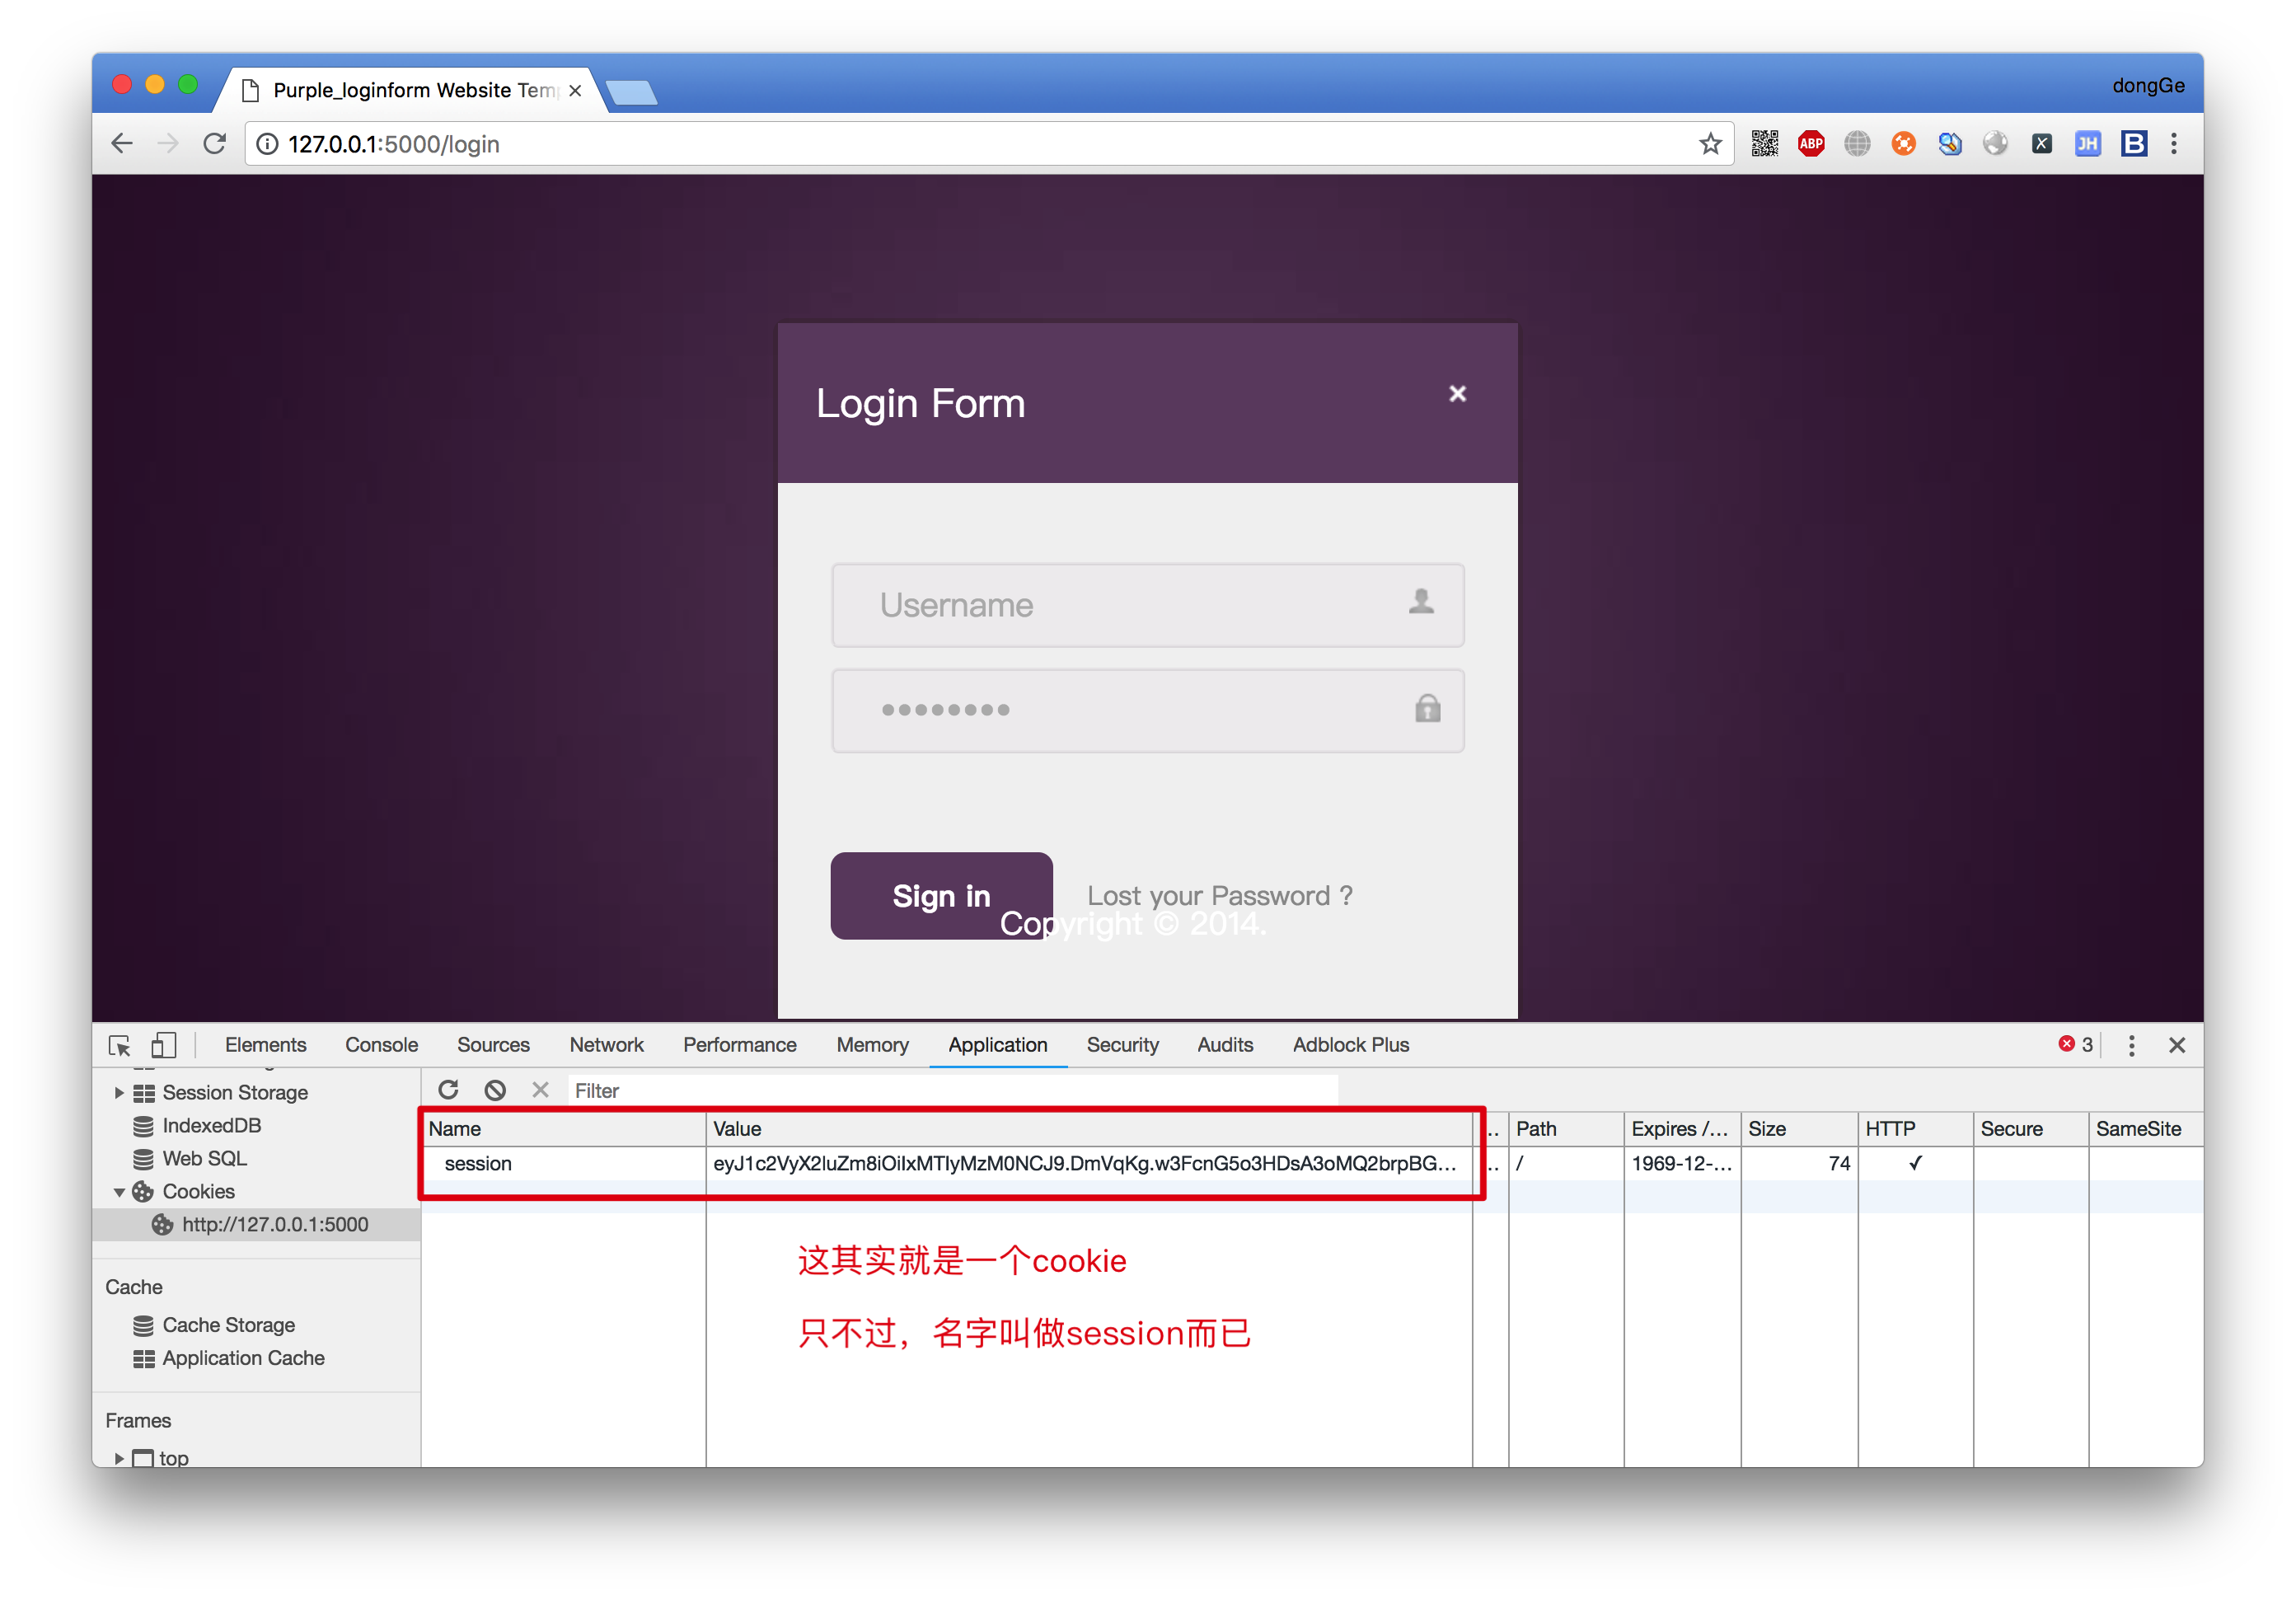 Purple_loginform Website Tem
dongGe
127.0.0.1:5000/login
ABP
X
JH
B
Login Form
Username
Sign in
Lost your Password ?
Copyright © 2014.
Elements Console Sources Network Performance Memory Application Security Audits Adblock Plus
3
Session Storage
IndexedDB
Web SQL
Cookies
http://127.0.0.1:5000
Cache
Cache Storage
Application Cache
Frames
top
Filter
Name Value .. Path Expires /... Size HTTP Secure SameSite
session eyJ1c2VyX2luZm8iOiIxMTIyMzM0NCJ9.DmVqKg.w3FcnG5o3HDsA3oMQ2brpBG... .. / 1969-12-... 74 ✓
这其实就是一个cookie
只不过，名字叫做session而已